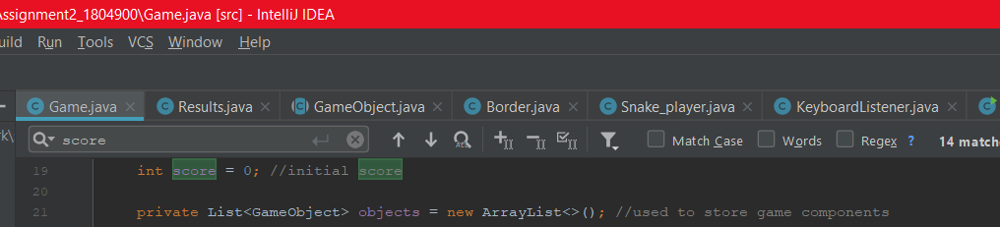 Assignment2_1804900\Game.java [src] - IntelliJ IDEA
uild Run Tools VCS Window Help
Game.java Results.java GameObject.java Border.java Snake_player.java KeyboardListener.java
rk\ score Match Case Words Regex ? 14 matche
19 int score = 0; //initial score
20
21 private List<GameObject> objects = new ArrayList<>(); //used to store game components